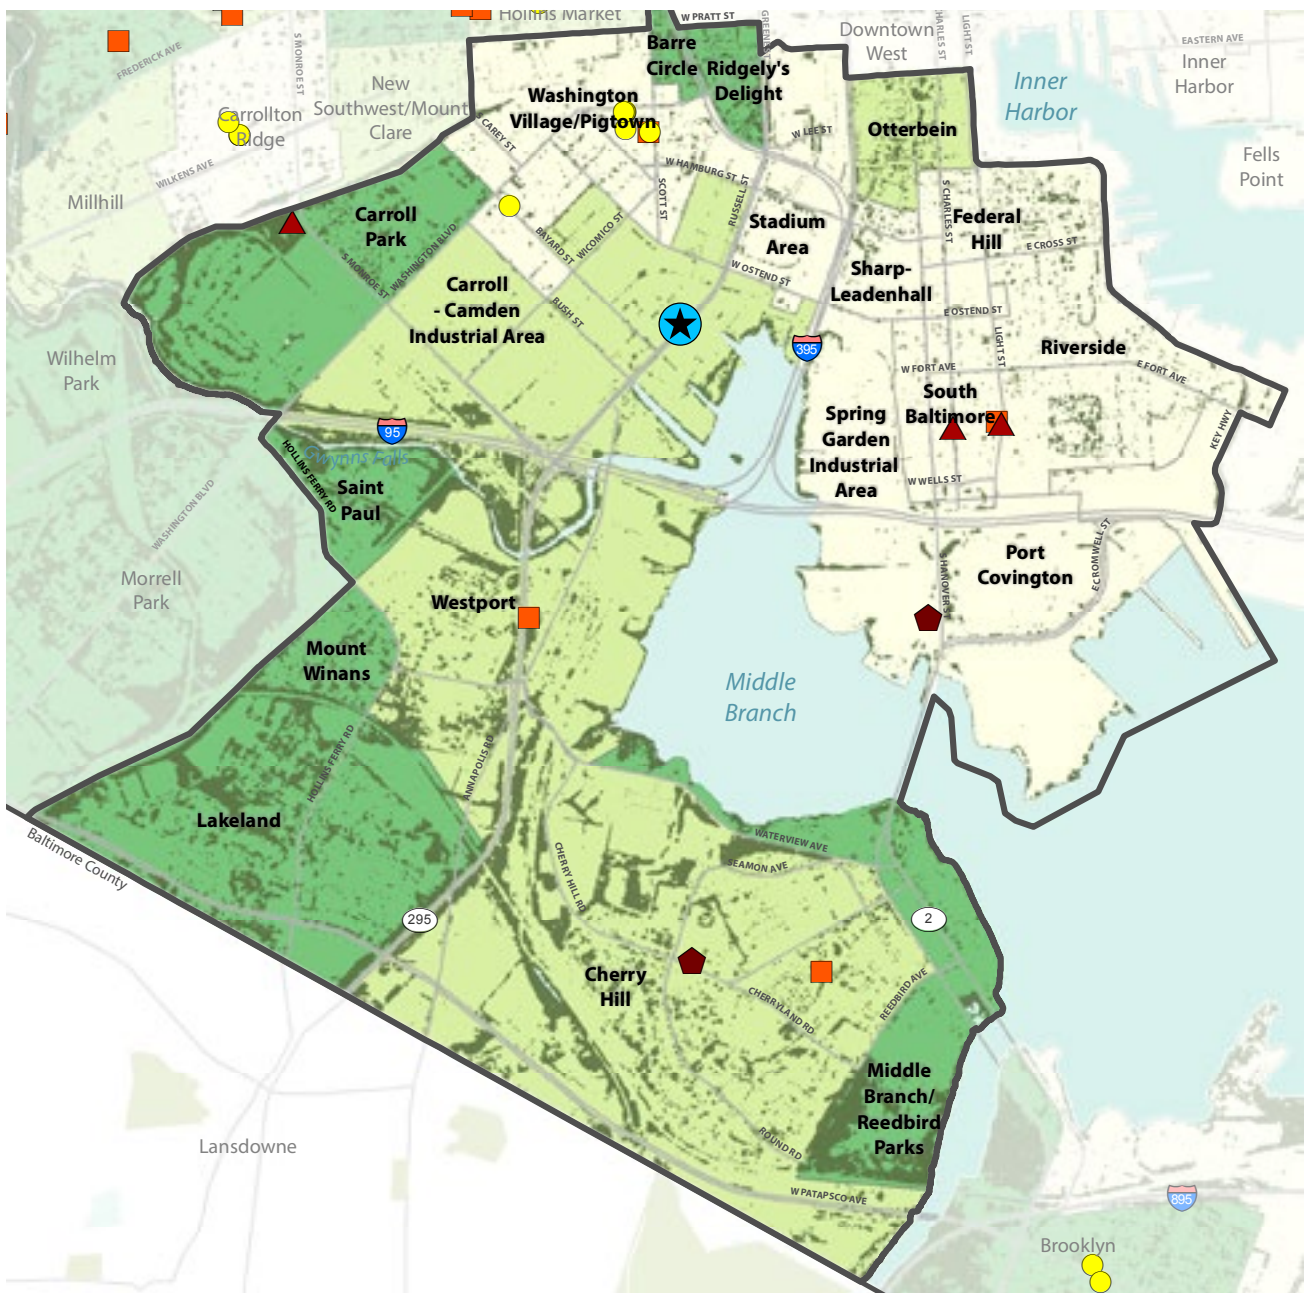 Hollins Market
W PRATT ST
GREENE ST
S CHARLES ST
LIGHT ST
Downtown
West
EASTERN AVE
Inner
Harbor
Inner
Harbor
Fells
Point
FREDERICK AVE
S MONROE ST
New
Southwest/Mount
Clare
Carrollton
Ridge
WILKENS AVE
Millhill
Barre
Circle
Ridgely's
Delight
Washington
Village/Pigtown
CAREY ST
W LEE ST
W HAMBURG ST
SCOTT ST
RUSSELL ST
Otterbein
Carroll
Park
S MONROE ST
WASHINGTON BLVD
BAYARD ST
WICOMICO ST
Stadium
Area
W OSTEND ST
S CHARLES ST
Federal
Hill
E CROSS ST
Sharp-
Leadenhall
E OSTEND ST
Carroll
- Camden
Industrial Area
BUSH ST
395
LIGHT ST
Riverside
W FORT AVE
E FORT AVE
South
Baltimore
KEY HWY
Wilhelm
Park
95
Gwynns Falls
HOLLINS FERRY RD
Saint
Paul
WASHINGTON BLVD
Spring
Garden
Industrial
Area
W WELLS ST
Port
Covington
E CROMWELL ST
S HANOVER ST
Morrell
Park
Westport
Mount
Winans
Middle
Branch
HOLLINS FERRY RD
ANNAPOLIS RD
Lakeland
Baltimore County
WATERVIEW AVE
SEAMON AVE
CHERRY HILL RD
295
2
Cherry
Hill
CHERRYLAND RD
REEDBIRD AVE
Middle
Branch/
Reedbird
Parks
ROUND RD
W PATAPSCO AVE
Lansdowne
895
Brooklyn